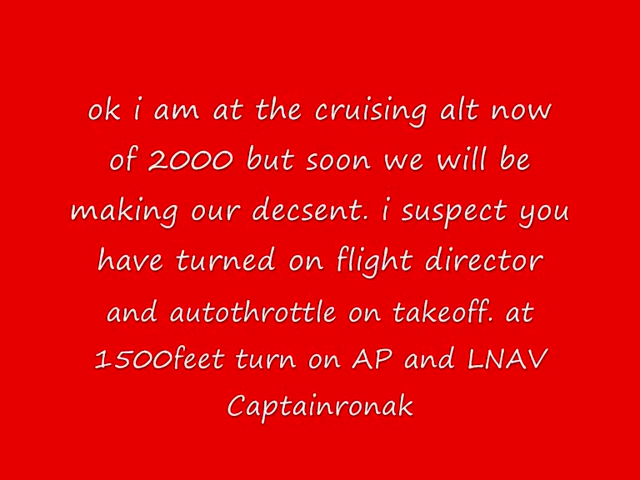 ok i am at the cruising alt now
of 2000 but soon we will be
making our decsent. i suspect you
have turned on flight director
and autothrottle on takeoff. at
1500feet turn on AP and LNAV
Captainronak